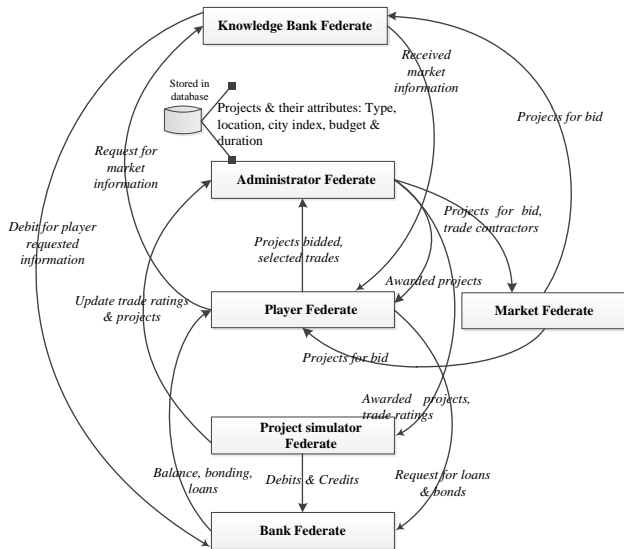 Knowledge Bank Federate
Stored in
database
Received
market
information
Projects & their attributes: Type,
location, city index, budget &
duration
Projects for bid
Request for
market
information
Administrator Federate
Debit for player
requested
information
Projects bidded,
selected trades
Projects for bid,
trade contractors
Awarded projects
Update trade ratings
& projects
Player Federate
Market Federate
Projects for bid
Awarded projects,
trade ratings
Project simulator
Federate
Balance, bonding,
loans
Debits & Credits
Request for loans
& bonds
Bank Federate